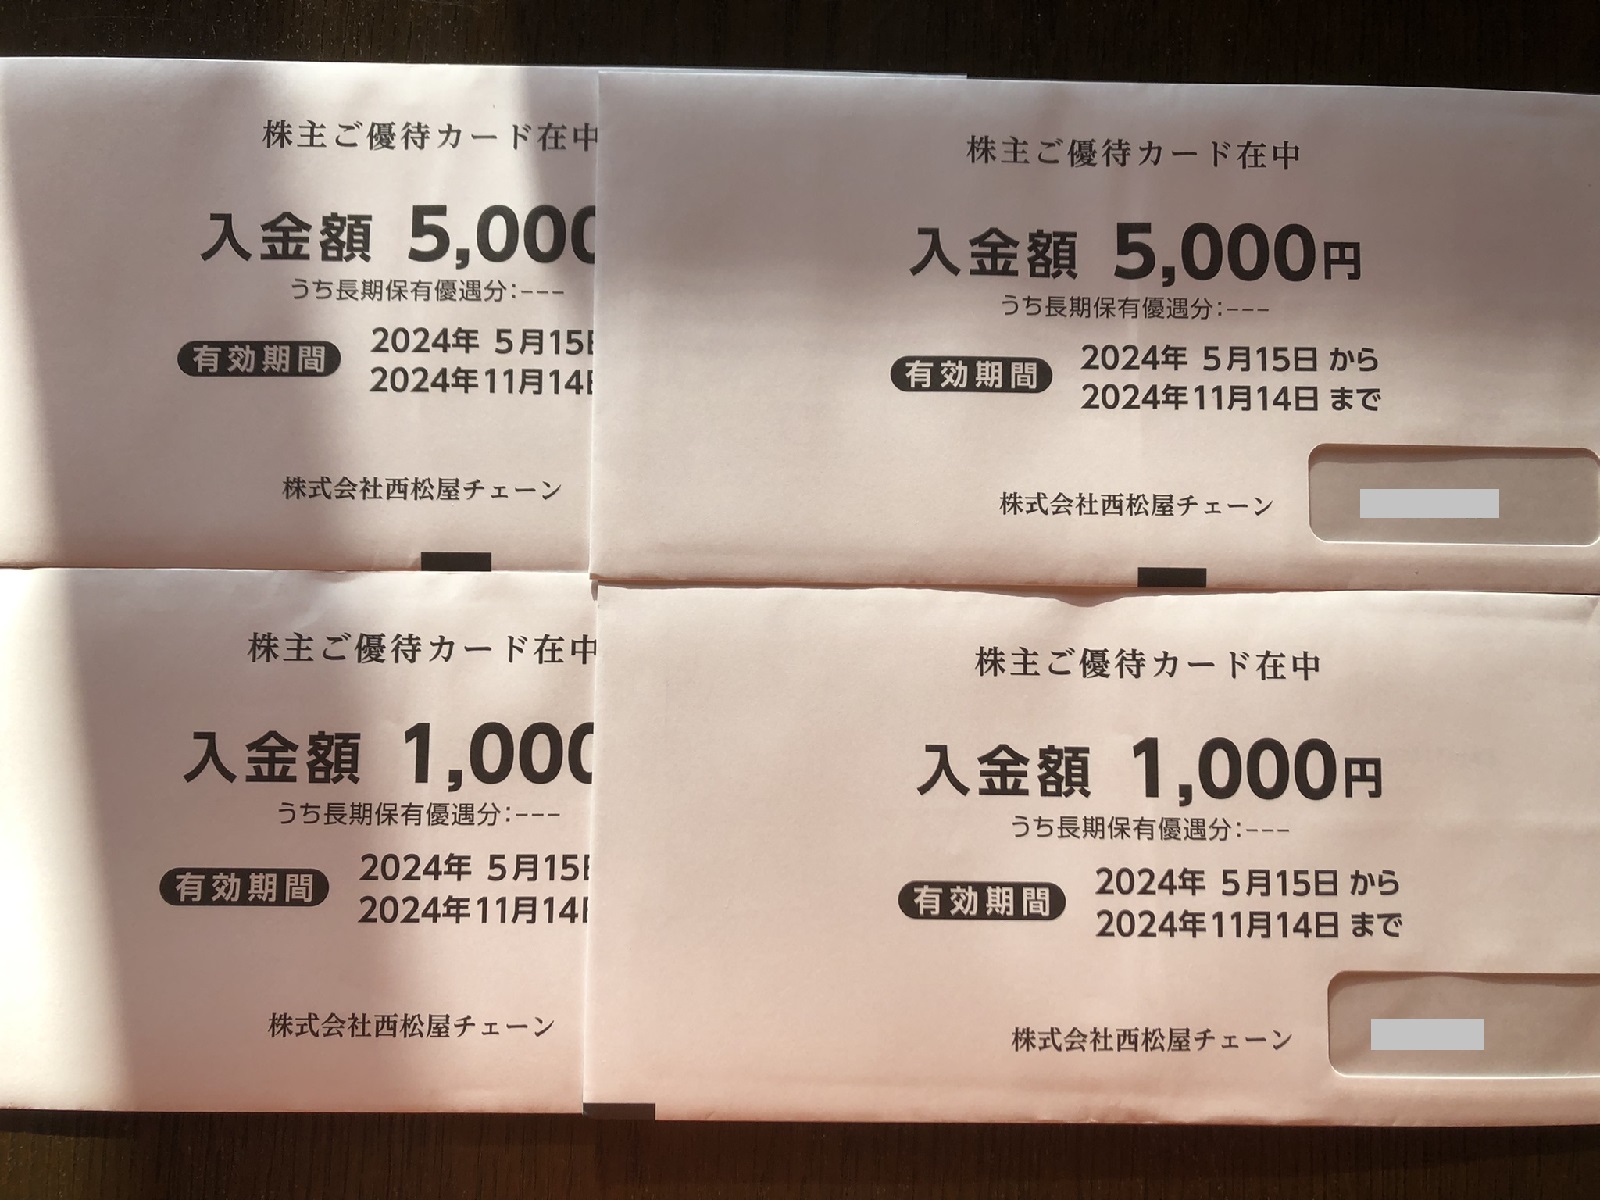 株主ご優待カード在中
入金額 5,000
うち長期保有優遇分:---
有効期間
2024年 5月15日
2024年11月14日
株式会社西松屋チェーン
株主ご優待カード在中
入金額 5,000円
うち長期保有優遇分:---
有効期間
2024年 5月15日 から
2024年11月14日 まで
株式会社西松屋チェーン
株主ご優待カード在中
入金額 1,000
うち長期保有優遇分:---
有効期間
2024年 5月15日
2024年11月14日
株式会社西松屋チェーン
株主ご優待カード在中
入金額 1,000円
うち長期保有優遇分:---
有効期間
2024年 5月15日 から
2024年11月14日 まで
株式会社西松屋チェーン